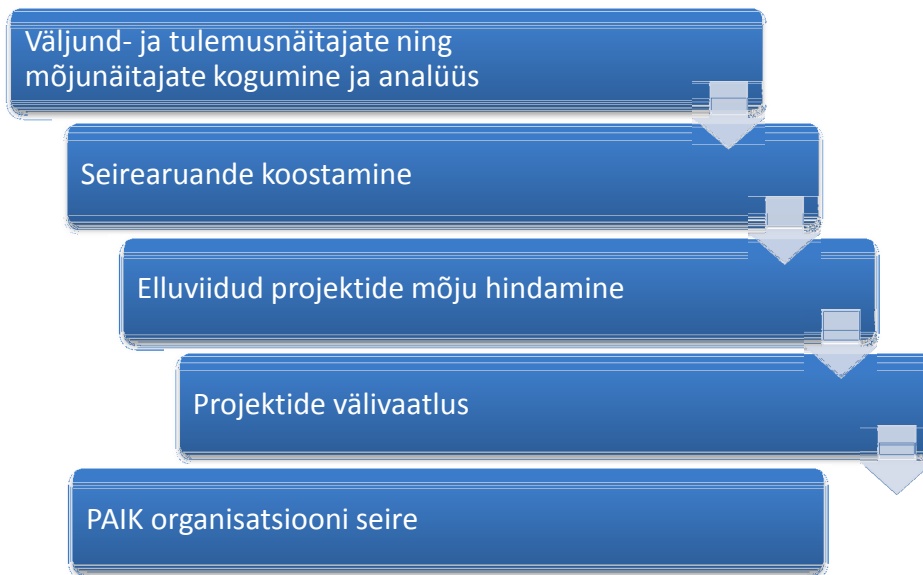 Väljund- ja tulemusnäitajate ning
mõjunäitajate kogumine ja analüüs
Seirearuande koostamine
Elluviidud projektide mõju hindamine
Projektide välivaatlus
PAIK organisatsiooni seire